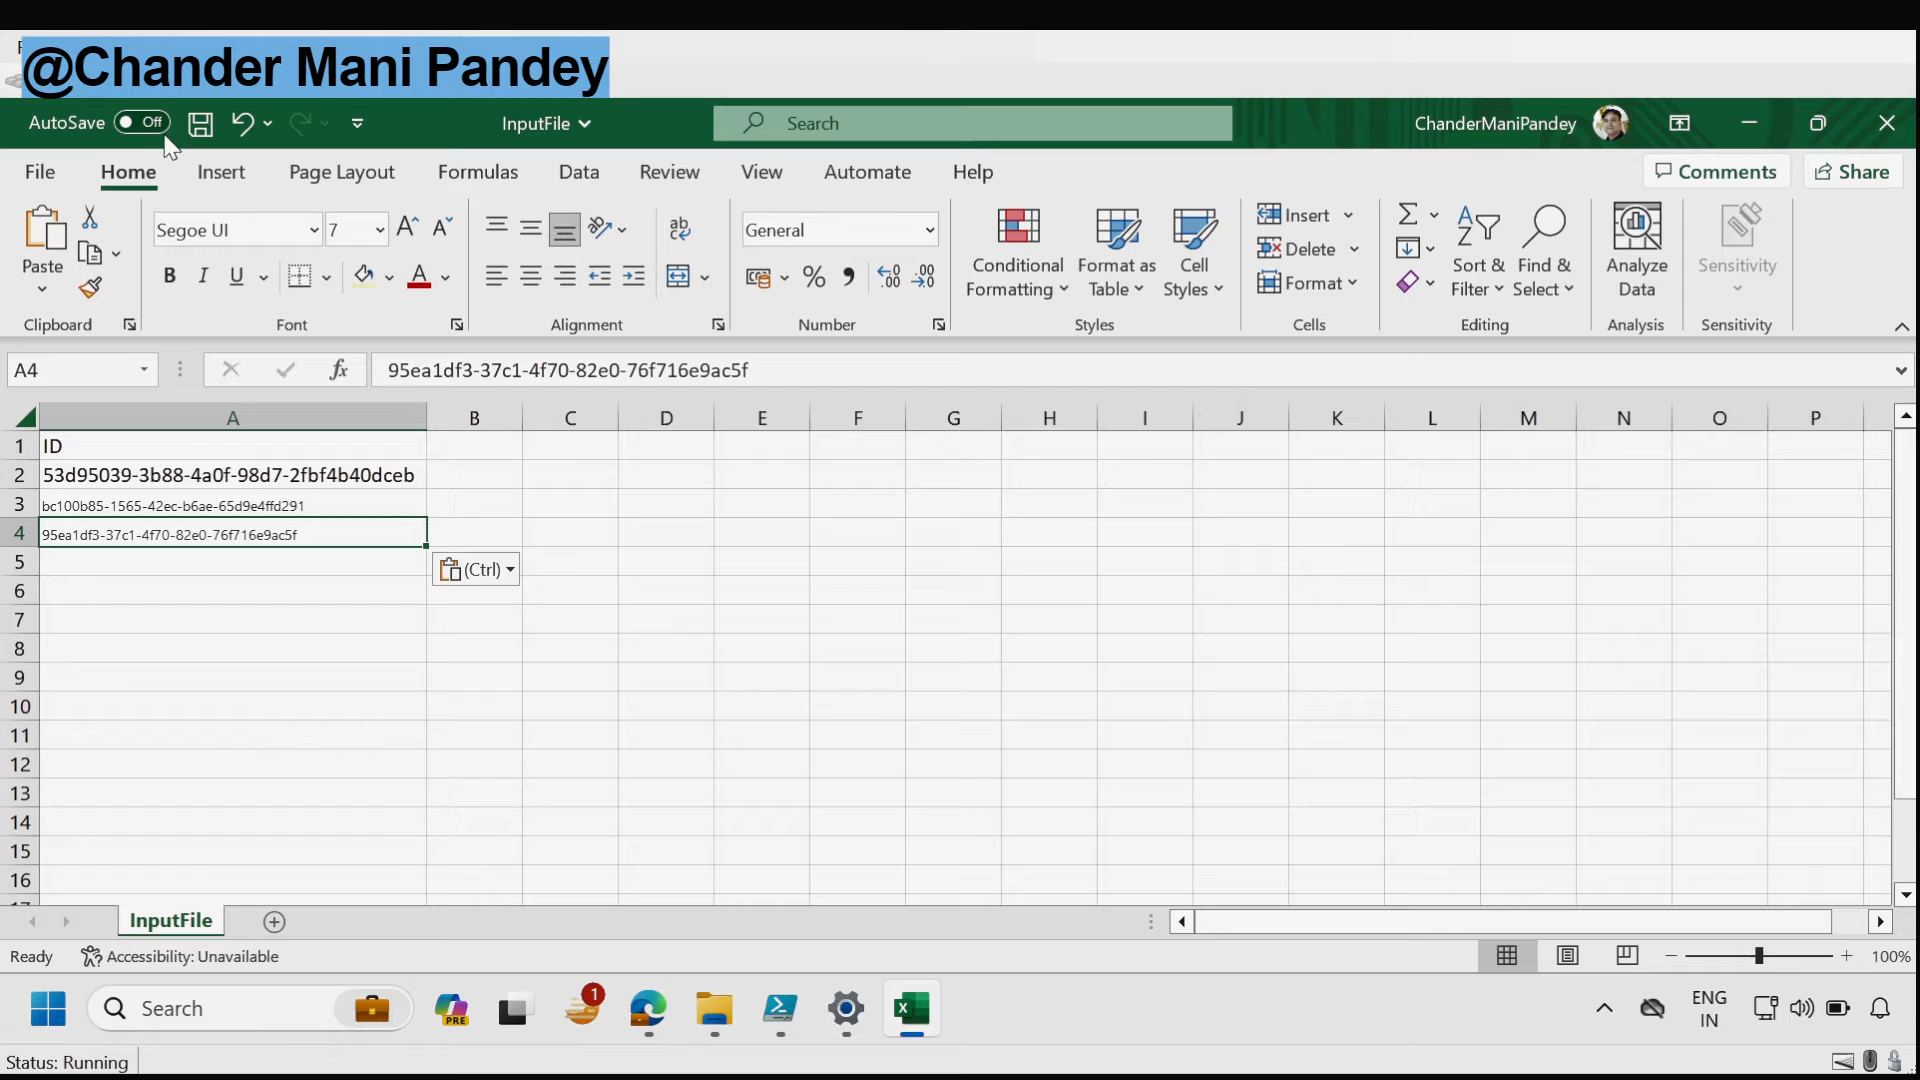 @Chander Mani Pandey
AutoSave Off InputFile Search ChanderManiPandey
File Home Insert Page Layout Formulas Data Review View Automate Help Comments Share
Segoe UI 7 General Insert
Delete
Format
Paste Conditional Formatting Format as Table Cell Styles Sort & Filter Find & Select Analyze Data Sensitivity
Clipboard Font Alignment Number Styles Cells Editing Analysis Sensitivity
A4 fx 95ea1df3-37c1-4f70-82e0-76f716e9ac5f
A B C D E F G H I J K L M N O P
1 ID
2 53d95039-3b88-4a0f-98d7-2fbf4b40dceb
3 bc100b85-1565-42ec-b6ae-65d9e4ffd291
4 95ea1df3-37c1-4f70-82e0-76f716e9ac5f
5 (Ctrl)
6
7
8
9
10
11
12
13
14
15
16
17
InputFile
Ready Accessibility: Unavailable 100%
Search PRE 1 ENG IN
Status: Running